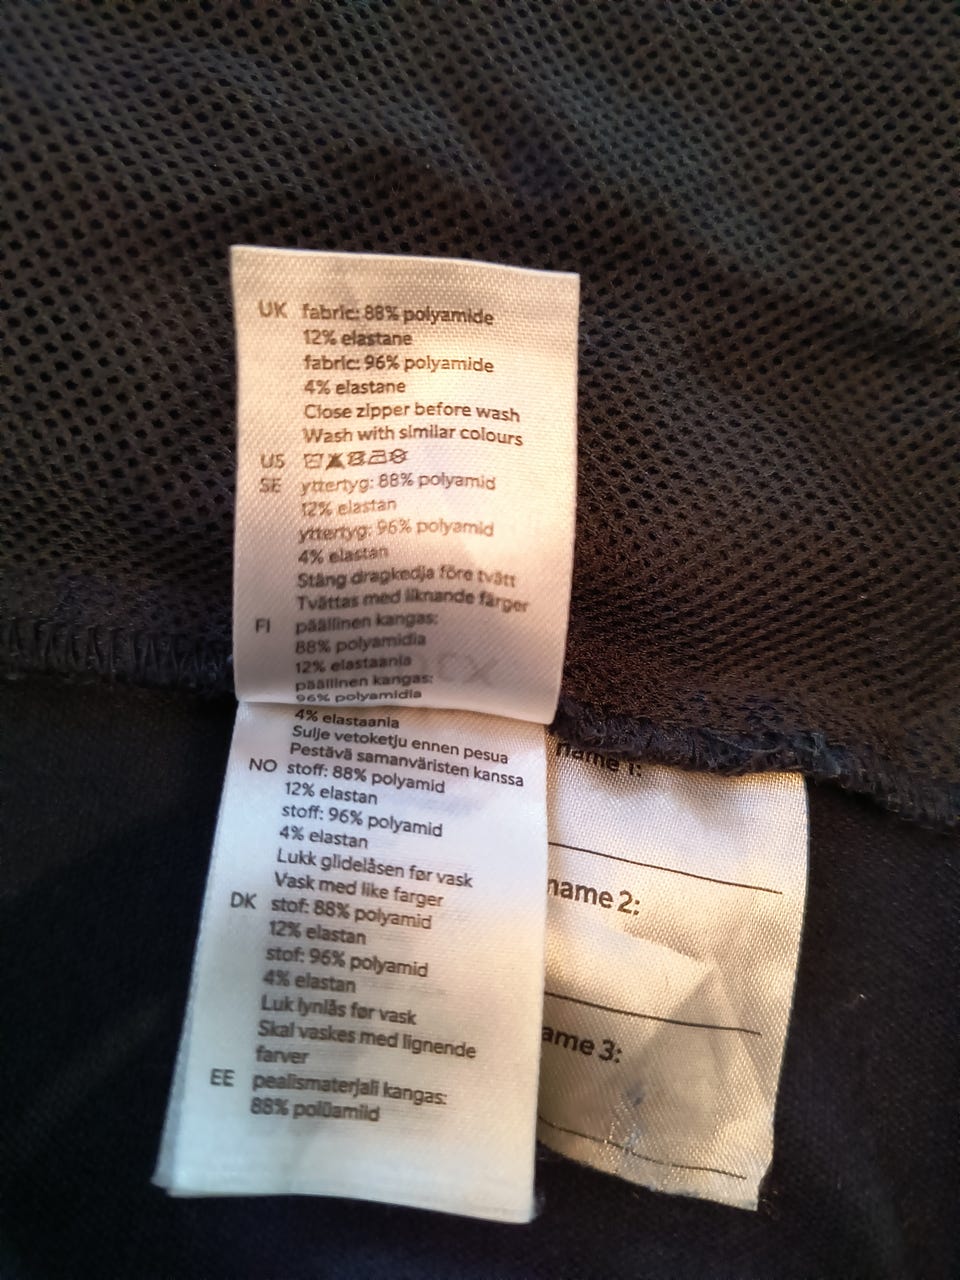 UK fabric: 88% polyamide
12% elastane
fabric: 96% polyamide
4% elastane
Close zipper before wash
Wash with similar colours
US
SE yttertyg: 88% polyamid
12% elastan
yttertyg: 96% polyamid
4% elastan
Stäng dragkedja före tvätt
Tvättas med liknande färger
FI päällinen kangas:
88% polyamidia
12% elastaania
päällinen kangas:
96% polyamidia
4% elastaania
Sulje vetoketju ennen pesua
Pestävä samanväristen kanssa
NO stoff: 88% polyamid
12% elastan
stoff: 96% polyamid
4% elastan
Lukk glidelåsen før vask
Vask med like farger
DK stof: 88% polyamid
12% elastan
stof: 96% polyamid
4% elastan
Luk lynlås før vask
Skal vaskes med lignende
farver
EE pealismaterjali kangas:
88% polüamiid
name 1:
name 2:
ame 3: